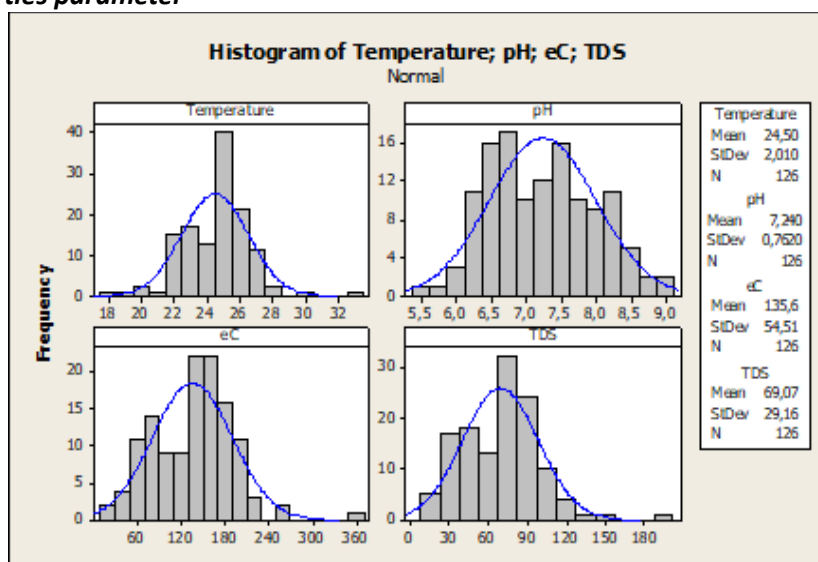 ties parameter
Histogram of Temperature; pH; eC; TDS
Normal
Temperature
pH
40
30
20
10
0
18 20 22 24 26 28 30 32
16
12
8
4
0
5,5 6,0 6,5 7,0 7,5 8,0 8,5 9,0
Frequency
eC
TDS
20
15
10
5
0
60 120 180 240 300 360
30
20
10
0
0 30 60 90 120 150 180
Temperature
Mean 24,50
StDev 2,010
N 126
pH
Mean 7,240
StDev 0,7620
N 126
eC
Mean 135,6
StDev 54,51
N 126
TDS
Mean 69,07
StDev 29,16
N 126